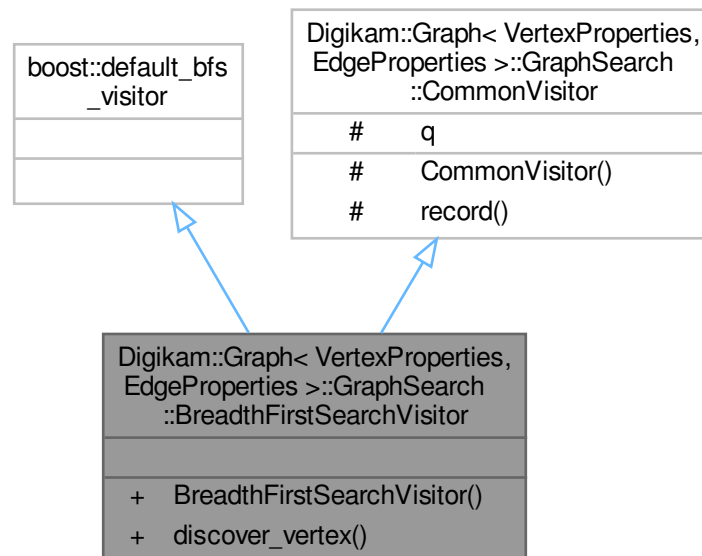 boost::default_bfs
_visitor
Digikam::Graph< VertexProperties,
EdgeProperties >::GraphSearch
::CommonVisitor
# q
# CommonVisitor()
# record()
Digikam::Graph< VertexProperties,
EdgeProperties >::GraphSearch
::BreadthFirstSearchVisitor
+ BreadthFirstSearchVisitor()
+ discover_vertex()